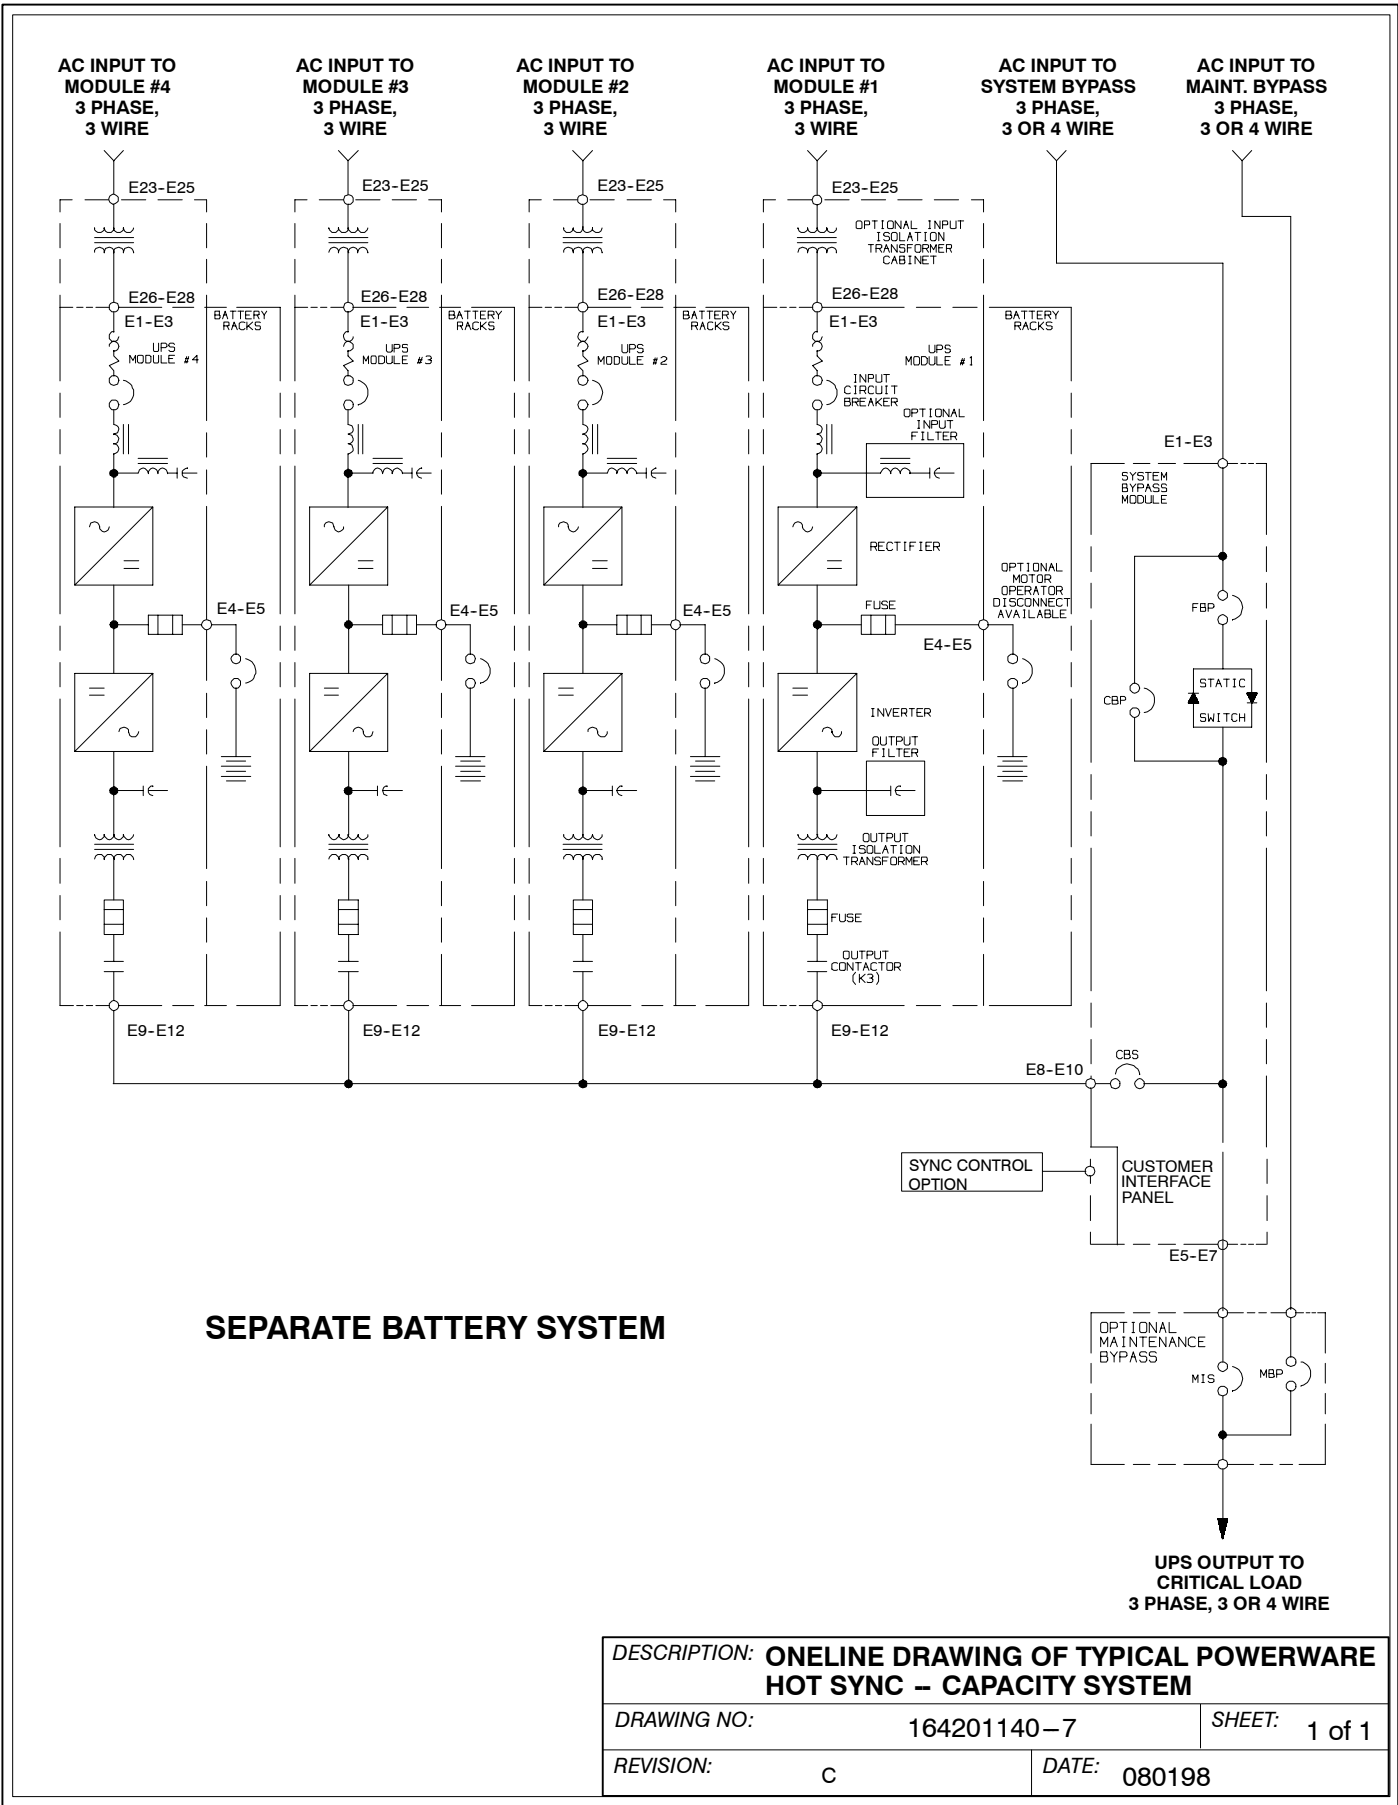 AC INPUT TO
MODULE #4
3 PHASE,
3 WIRE
AC INPUT TO
MODULE #3
3 PHASE,
3 WIRE
AC INPUT TO
MODULE #2
3 PHASE,
3 WIRE
AC INPUT TO
MODULE #1
3 PHASE,
3 WIRE
AC INPUT TO
SYSTEM BYPASS
3 PHASE,
3 OR 4 WIRE
AC INPUT TO
MAINT. BYPASS
3 PHASE,
3 OR 4 WIRE
E23-E25
E23-E25
E23-E25
E23-E25
OPTIONAL INPUT
ISOLATION
TRANSFORMER
CABINET
E26-E28
E26-E28
E26-E28
E26-E28
E1-E3
BATTERY
RACKS
E1-E3
BATTERY
RACKS
E1-E3
BATTERY
RACKS
E1-E3
BATTERY
RACKS
UPS
MODULE #4
UPS
MODULE #3
UPS
MODULE #2
UPS
MODULE #1
INPUT
CIRCUIT
BREAKER
OPTIONAL
INPUT
FILTER
E1-E3
SYSTEM
BYPASS
MODULE
RECTIFIER
OPTIONAL
MOTOR
OPERATOR
DISCONNECT
AVAILABLE
E4-E5
E4-E5
E4-E5
FUSE
E4-E5
FBP
CBP
STATIC
SWITCH
INVERTER
OUTPUT
FILTER
OUTPUT
ISOLATION
TRANSFORMER
FUSE
OUTPUT
CONTACTOR
(K3)
E9-E12
E9-E12
E9-E12
E9-E12
E8-E10
CBS
SYNC CONTROL
OPTION
CUSTOMER
INTERFACE
PANEL
E5-E7
SEPARATE BATTERY SYSTEM
OPTIONAL
MAINTENANCE
BYPASS
MIS
MBP
UPS OUTPUT TO
CRITICAL LOAD
3 PHASE, 3 OR 4 WIRE
DESCRIPTION: ONELINE DRAWING OF TYPICAL POWERWARE
HOT SYNC -- CAPACITY SYSTEM
DRAWING NO: 164201140–7 SHEET: 1 of 1
REVISION: C DATE: 080198